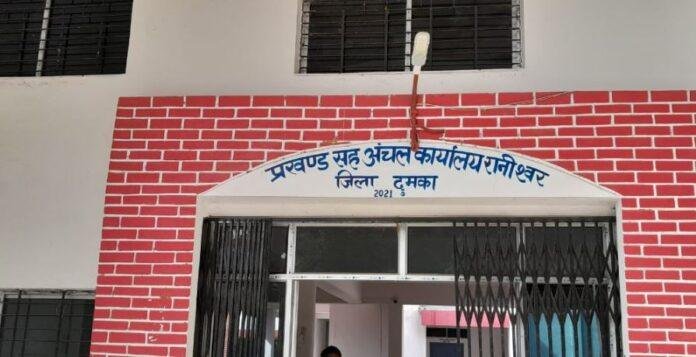 प्रखण्ड सह अंचल कार्यालय रानीश्वर
जिला दुमका
2021